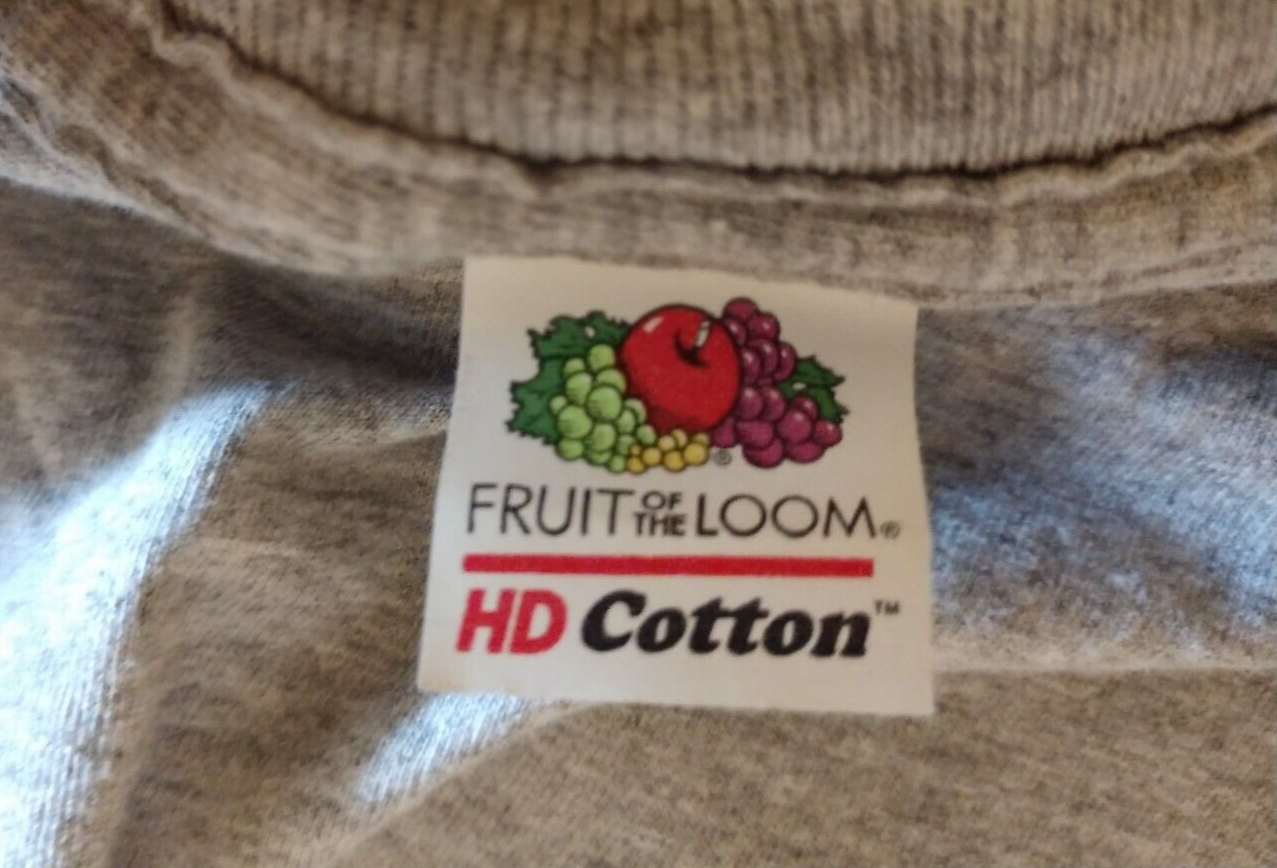 ®
FRUIT OF THE LOOM®
HD Cotton™